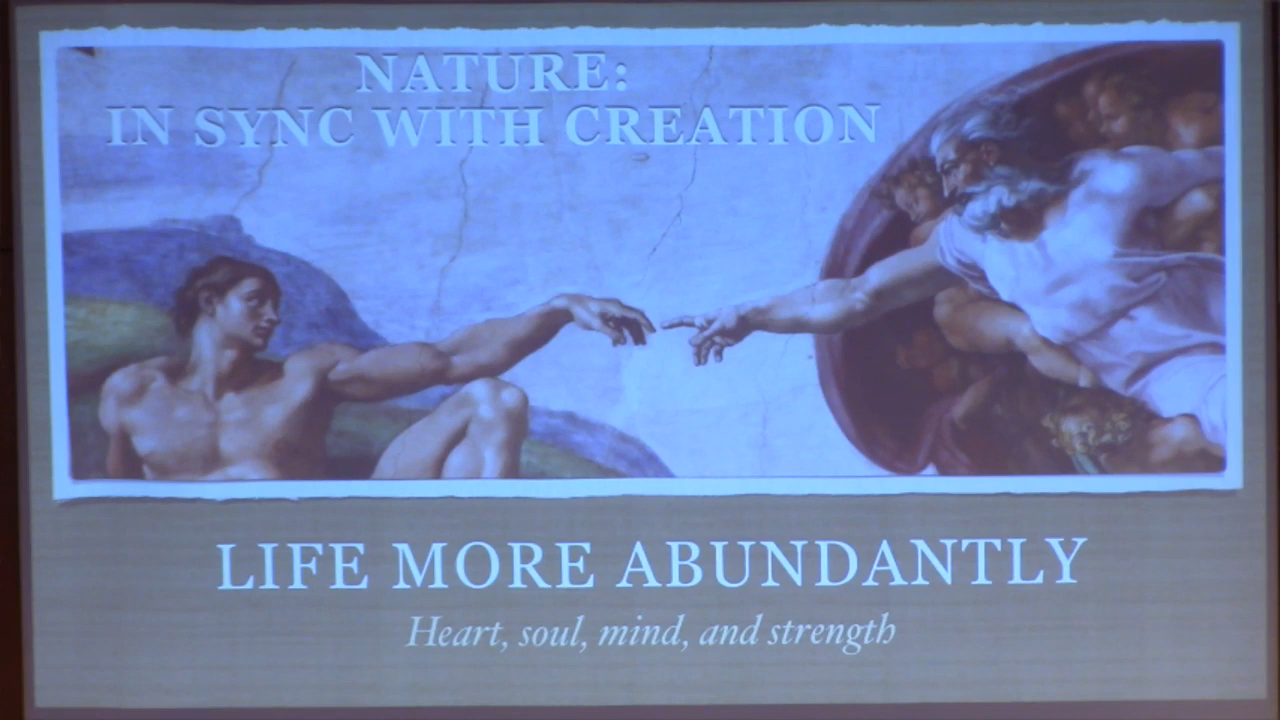 NATURE:
IN SYNC WITH CREATION
LIFE MORE ABUNDANTLY
Heart, soul, mind, and strength